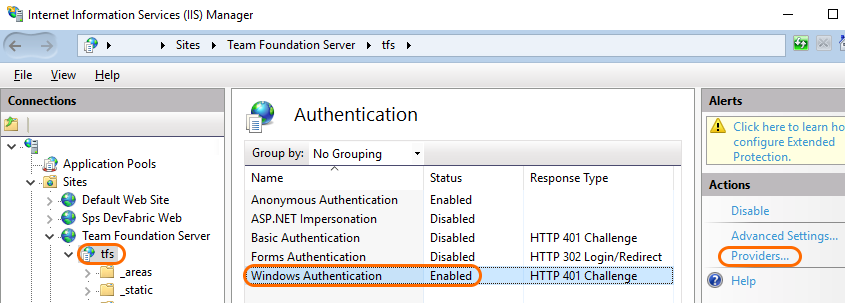 Internet Information Services (IIS) Manager
Sites Team Foundation Server tfs
File View Help
Connections
Application Pools
Sites
Default Web Site
Sps DevFabric Web
Team Foundation Server
tfs
_areas
_static
Authentication
Group by: No Grouping
Name Status Response Type
Anonymous Authentication Enabled
ASP.NET Impersonation Disabled
Basic Authentication Disabled HTTP 401 Challenge
Forms Authentication Disabled HTTP 302 Login/Redirect
Windows Authentication Enabled HTTP 401 Challenge
Alerts
Click here to learn ho
configure Extended
Protection.
Actions
Disable
Advanced Settings...
Providers...
Help